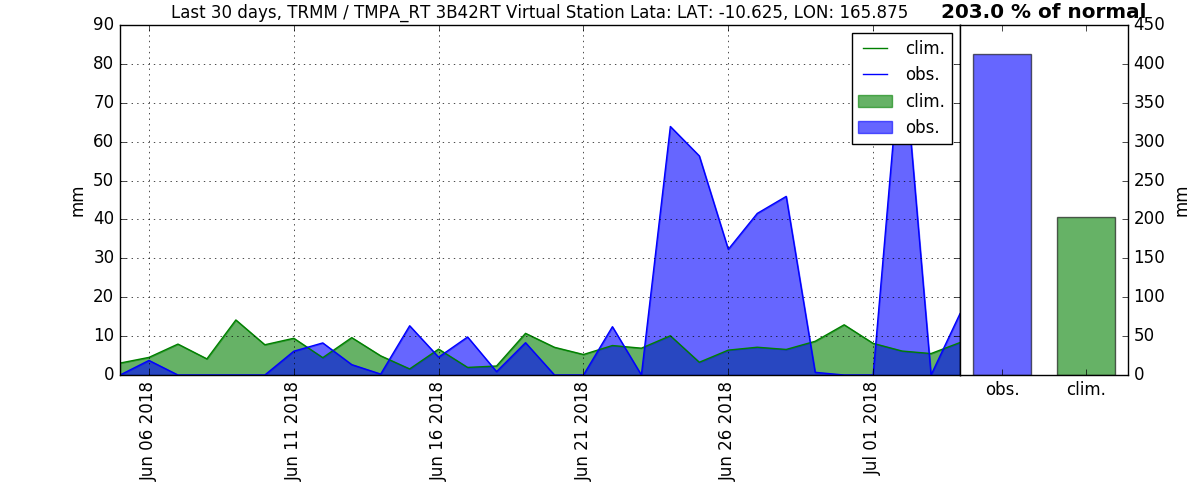 Last 30 days, TRMM / TMPA_RT 3B42RT Virtual Station Lata: LAT: -10.625, LON: 165.875
203.0 % of normal
90
80
70
60
50
40
30
20
10
0
mm
clim.
obs.
clim.
obs.
Jun 06 2018
Jun 11 2018
Jun 16 2018
Jun 21 2018
Jun 26 2018
Jul 01 2018
450
400
350
300
250
200
150
100
50
0
mm
obs.
clim.